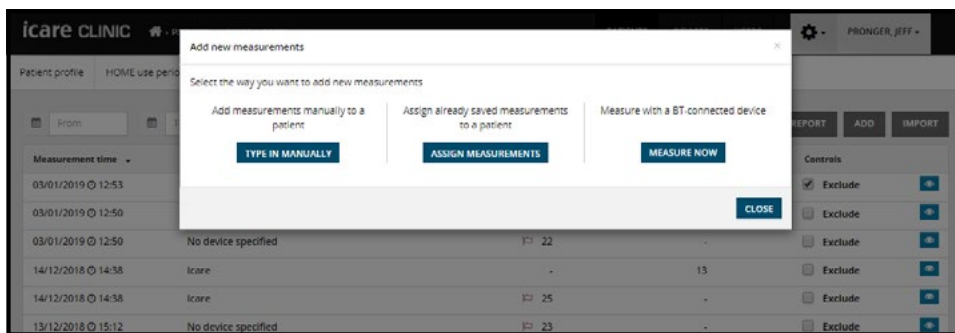 icare CLINIC
PRONGER, JEFF
Add new measurements
Patient profile HOME use perio
Select the way you want to add new measurements
Add measurements manually to a patient
TYPE IN MANUALLY
Assign already saved measurements to a patient
ASSIGN MEASUREMENTS
Measure with a BT-connected device
MEASURE NOW
CLOSE
From
REPORT ADD IMPORT
Measurement time Controls
03/01/2019 12:53 Exclude
03/01/2019 12:50 Exclude
03/01/2019 12:50 No device specified 22 - Exclude
14/12/2018 14:38 Icare - 13 Exclude
14/12/2018 14:38 Icare 25 - Exclude
13/12/2018 15:12 No device specified 23 - Exclude